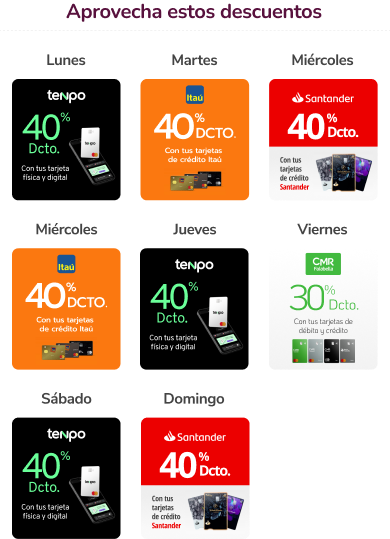 Aprovecha estos descuentos
Lunes
tenpo
40%
Dcto.
Con tu tarjeta
física y digital
Martes
Itaú
40% DCTO.
Con tus tarjetas
de crédito Itaú
Miércoles
Santander
40% Dcto.
Con tus
tarjetas
de crédito
Santander
Miércoles
Itaú
40% DCTO.
Con tus tarjetas
de crédito Itaú
Jueves
tenpo
40%
Dcto.
Con tu tarjeta
física y digital
Viernes
CMR
Falabella
30% Dcto.
Con tus tarjetas de
débito y crédito
Sábado
tenpo
40%
Dcto.
Con tu tarjeta
física y digital
Domingo
Santander
40% Dcto.
Con tus
tarjetas
de crédito
Santander